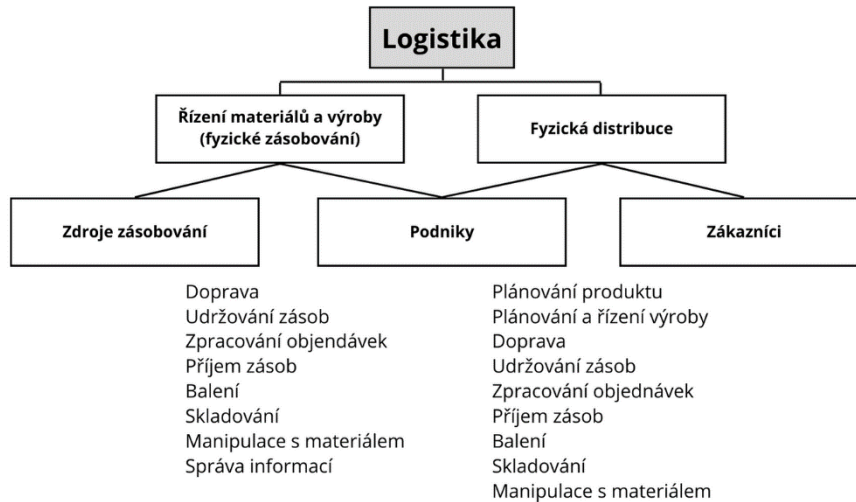 Logistika
Řízení materiálů a výroby
(fyzické zásobování)
Fyzická distribuce
Zdroje zásobování
Podniky
Zákazníci
Doprava
Udržování zásob
Zpracování objendávek
Příjem zásob
Balení
Skladování
Manipulace s materiálem
Správa informací
Plánování produktu
Plánování a řízení výroby
Doprava
Udržování zásob
Zpracování objednávek
Příjem zásob
Balení
Skladování
Manipulace s materiálem